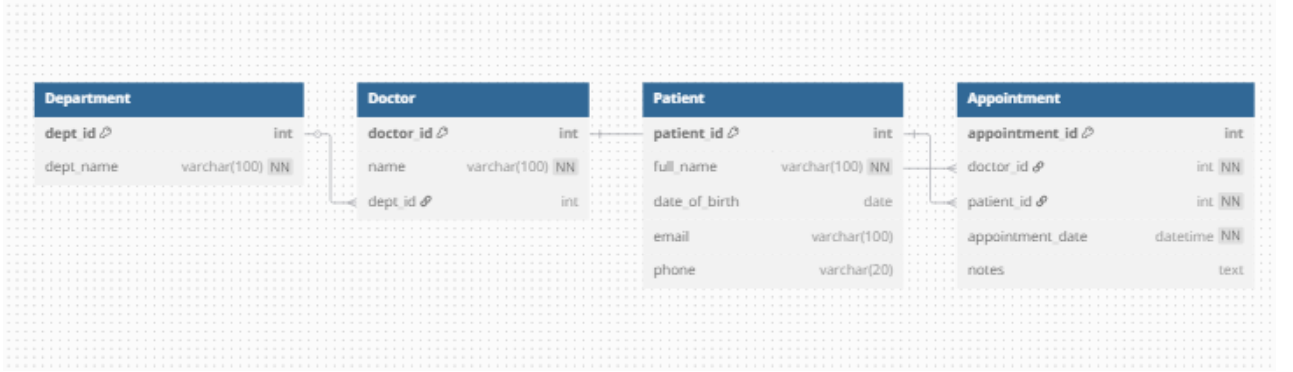 Department
dept_id int
dept_name varchar(100) NN
Doctor
doctor_id int
name varchar(100) NN
dept_id int
Patient
patient_id int
full_name varchar(100) NN
date_of_birth date
email varchar(100)
phone varchar(20)
Appointment
appointment_id int
doctor_id int NN
patient_id int NN
appointment_date datetime NN
notes text